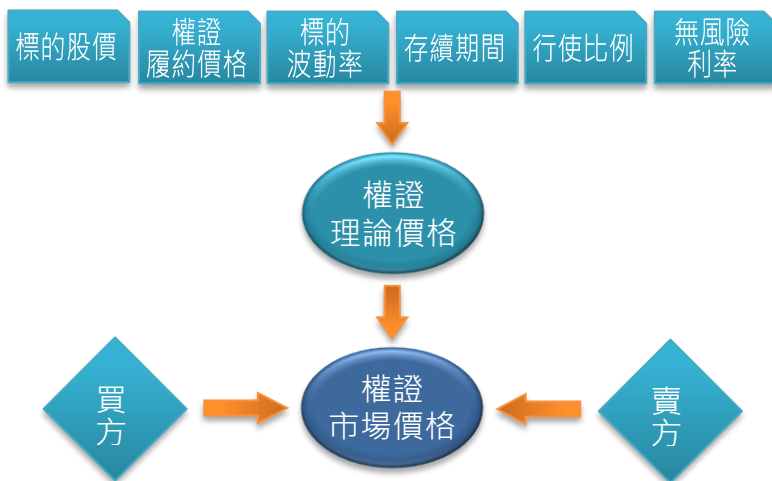 標的股價
權證
履約價格
標的
波動率
存續期間
行使比例
無風險
利率
權證
理論價格
買
方
權證
市場價格
賣
方